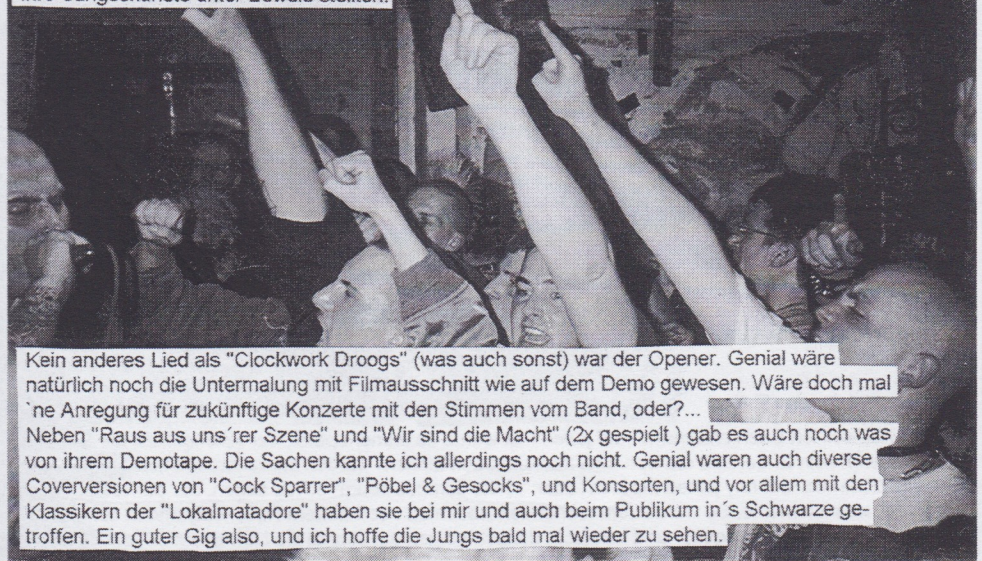 Kein anderes Lied als "Clockwork Droogs" (was auch sonst) war der Opener. Genial wäre
natürlich noch die Untermalung mit Filmausschnitt wie auf dem Demo gewesen. Wäre doch mal
`ne Anregung für zukünftige Konzerte mit den Stimmen vom Band, oder?...
Neben "Raus aus uns´rer Szene" und "Wir sind die Macht" (2x gespielt ) gab es auch noch was
von ihrem Demotape. Die Sachen kannte ich allerdings noch nicht. Genial waren auch diverse
Coverversionen von "Cock Sparrer", "Pöbel & Gesocks", und Konsorten, und vor allem mit den
Klassikern der "Lokalmatadore" haben sie bei mir und auch beim Publikum in´s Schwarze ge-
troffen. Ein guter Gig also, und ich hoffe die Jungs bald mal wieder zu sehen.